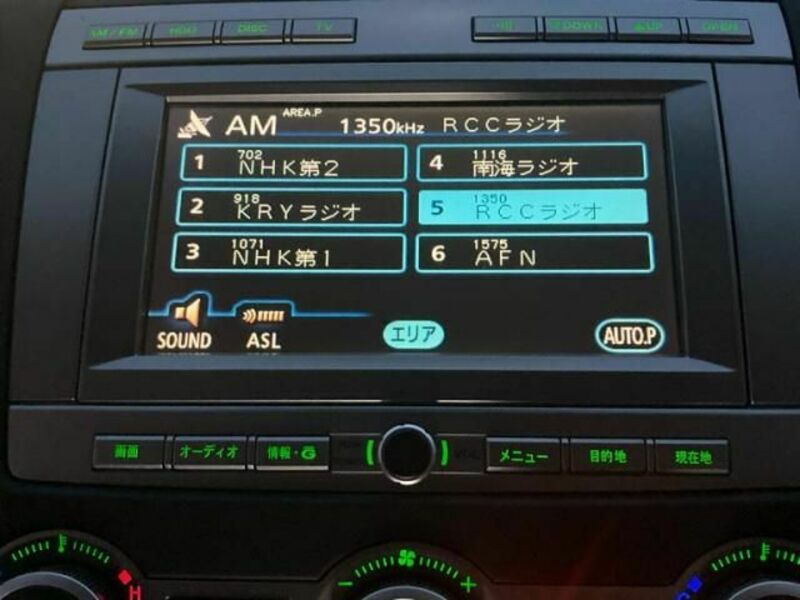 AM/FM HDD DISC TV DOWN UP OPEN
AREA.P
AM 1350kHz RCCラジオ
1 702 NHK第2
4 1116 南海ラジオ
2 918 KRYラジオ
5 1350 RCCラジオ
3 1071 NHK第1
6 1575 AFN
SOUND ASL エリア AUTO.P
画面 オーディオ 情報・G VOL メニュー 目的地 現在地
− +
H